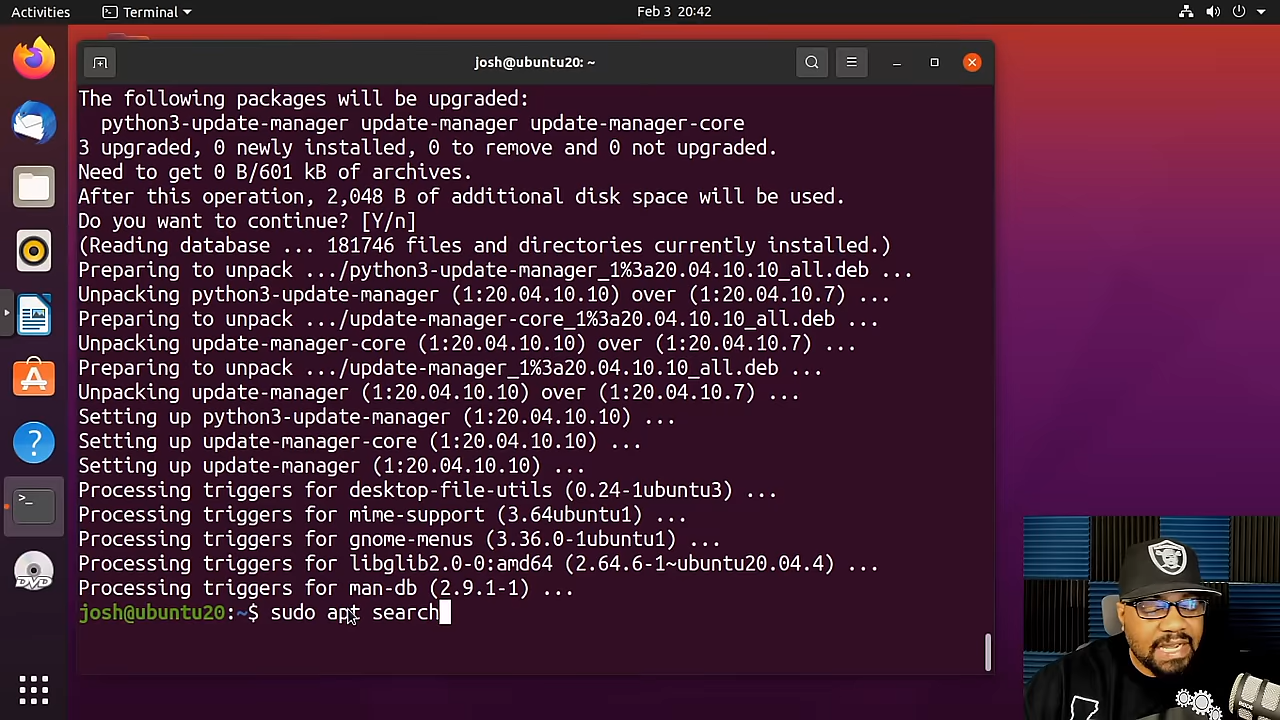 Activities
Terminal
Feb 3 20:42
josh@ubuntu20: ~
The following packages will be upgraded:
python3-update-manager update-manager update-manager-core
3 upgraded, 0 newly installed, 0 to remove and 0 not upgraded.
Need to get 0 B/601 kB of archives.
After this operation, 2,048 B of additional disk space will be used.
Do you want to continue? [Y/n]
(Reading database ... 181746 files and directories currently installed.)
Preparing to unpack .../python3-update-manager_1%3a20.04.10.10_all.deb ...
Unpacking python3-update-manager (1:20.04.10.10) over (1:20.04.10.7) ...
Preparing to unpack .../update-manager-core_1%3a20.04.10.10_all.deb ...
Unpacking update-manager-core (1:20.04.10.10) over (1:20.04.10.7) ...
Preparing to unpack .../update-manager_1%3a20.04.10.10_all.deb ...
Unpacking update-manager (1:20.04.10.10) over (1:20.04.10.7) ...
Setting up python3-update-manager (1:20.04.10.10) ...
Setting up update-manager-core (1:20.04.10.10) ...
Setting up update-manager (1:20.04.10.10) ...
Processing triggers for desktop-file-utils (0.24-1ubuntu3) ...
Processing triggers for mime-support (3.64ubuntu1) ...
Processing triggers for gnome-menus (3.36.0-1ubuntu1) ...
Processing triggers for libglib2.0-0:amd64 (2.64.6-1~ubuntu20.04.4) ...
Processing triggers for man-db (2.9.1-1) ...
josh@ubuntu20:~$ sudo apt search
DVD